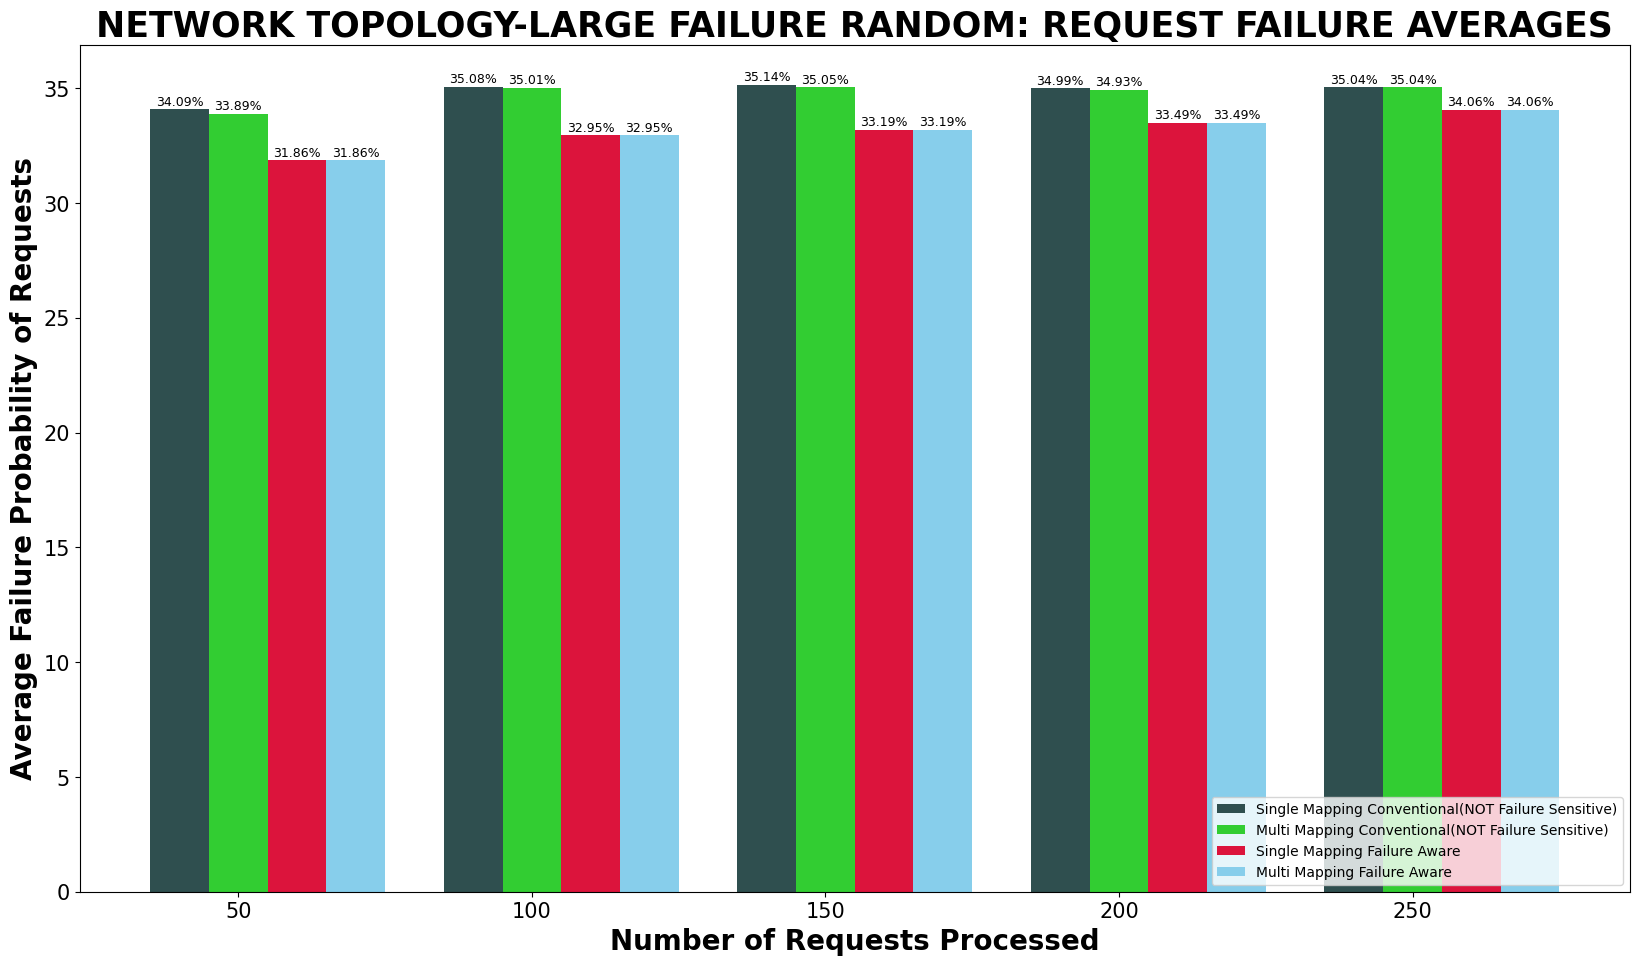 NETWORK TOPOLOGY-LARGE FAILURE RANDOM: REQUEST FAILURE AVERAGES
Average Failure Probability of Requests
35
30
25
20
15
10
5
0
34.09% 33.89% 31.86% 31.86%
35.08% 35.01% 32.95% 32.95%
35.14% 35.05% 33.19% 33.19%
34.99% 34.93% 33.49% 33.49%
35.04% 35.04% 34.06% 34.06%
Single Mapping Conventional(NOT Failure Sensitive)
Multi Mapping Conventional(NOT Failure Sensitive)
Single Mapping Failure Aware
Multi Mapping Failure Aware
50 100 150 200 250
Number of Requests Processed